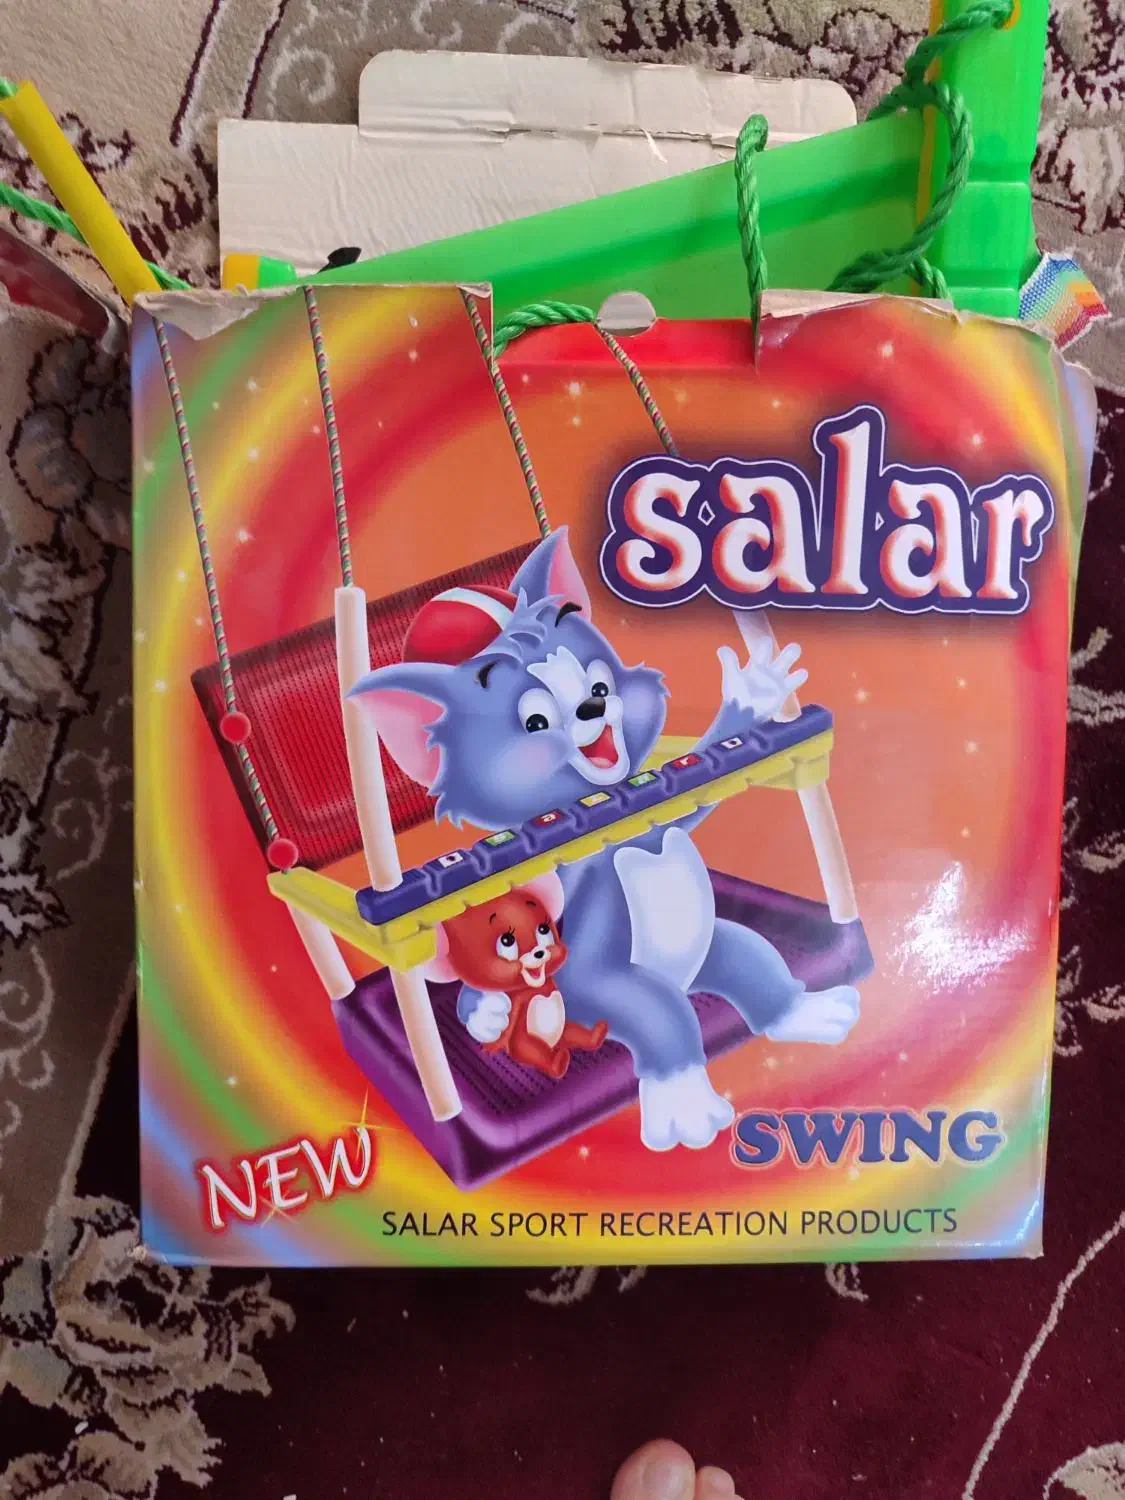 salar
NEW
SWING
SALAR SPORT RECREATION PRODUCTS